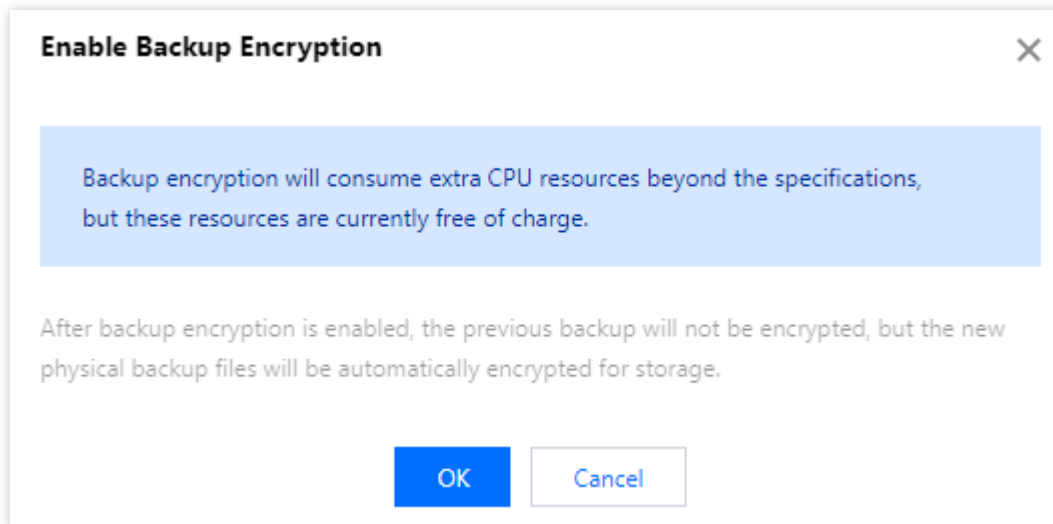 Enable Backup Encryption
Backup encryption will consume extra CPU resources beyond the specifications,
but these resources are currently free of charge.
After backup encryption is enabled, the previous backup will not be encrypted, but the new
physical backup files will be automatically encrypted for storage.
OK
Cancel